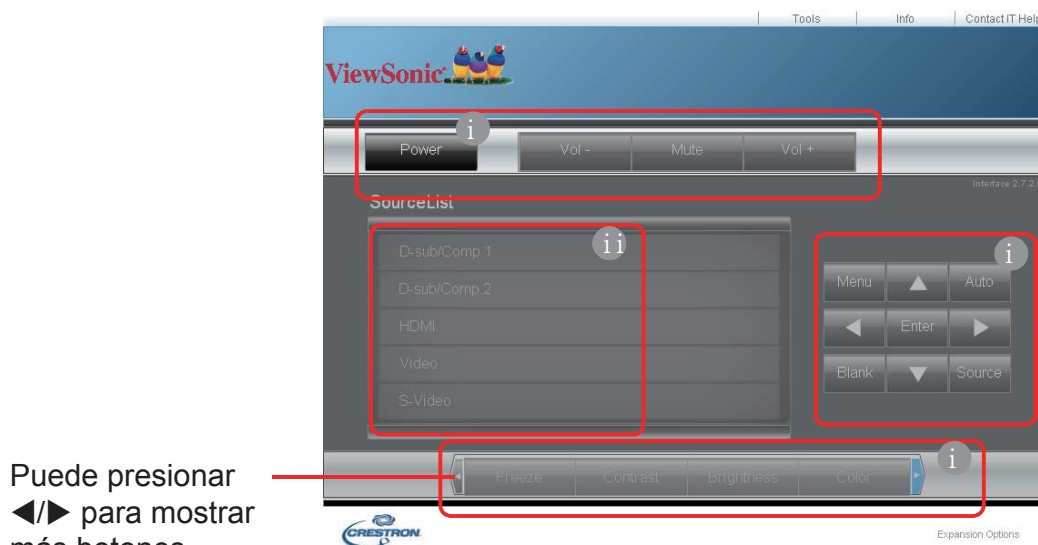 Tools Info Contact IT Help
ViewSonic
i
Power Vol - Mute Vol +
Interface 2.7.2.
SourceList
ii
i
D-sub/Comp.1
D-sub/Comp.2
HDMI
Video
S-Video
Menu ▲ Auto
◀ Enter ▶
Blank ▼ Source
i
Freeze Contrast Brightness Color
Puede presionar
◀/▶ para mostrar
más botones
CRESTRON
Expansion Options